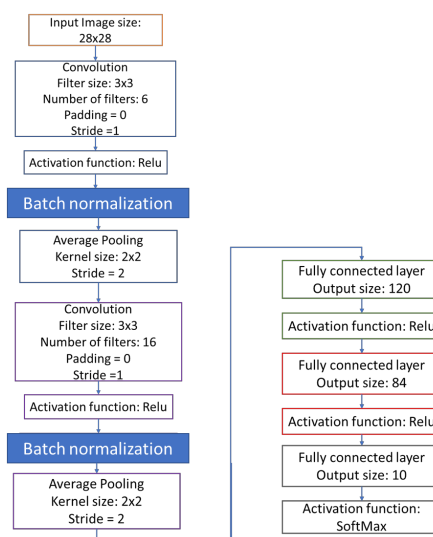 Input Image size:
28x28
Convolution
Filter size: 3x3
Number of filters: 6
Padding = 0
Stride =1
Activation function: Relu
Batch normalization
Average Pooling
Kernel size: 2x2
Stride = 2
Convolution
Filter size: 3x3
Number of filters: 16
Padding = 0
Stride =1
Activation function: Relu
Batch normalization
Average Pooling
Kernel size: 2x2
Stride = 2
Fully connected layer
Output size: 120
Activation function: Relu
Fully connected layer
Output size: 84
Activation function: Relu
Fully connected layer
Output size: 10
Activation function:
SoftMax